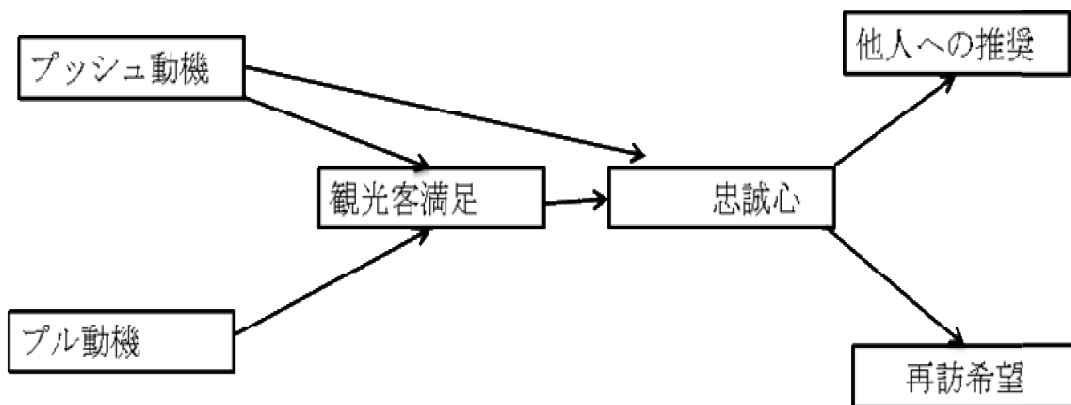 プッシュ動機
他人への推奨
観光客満足
忠誠心
プル動機
再訪希望